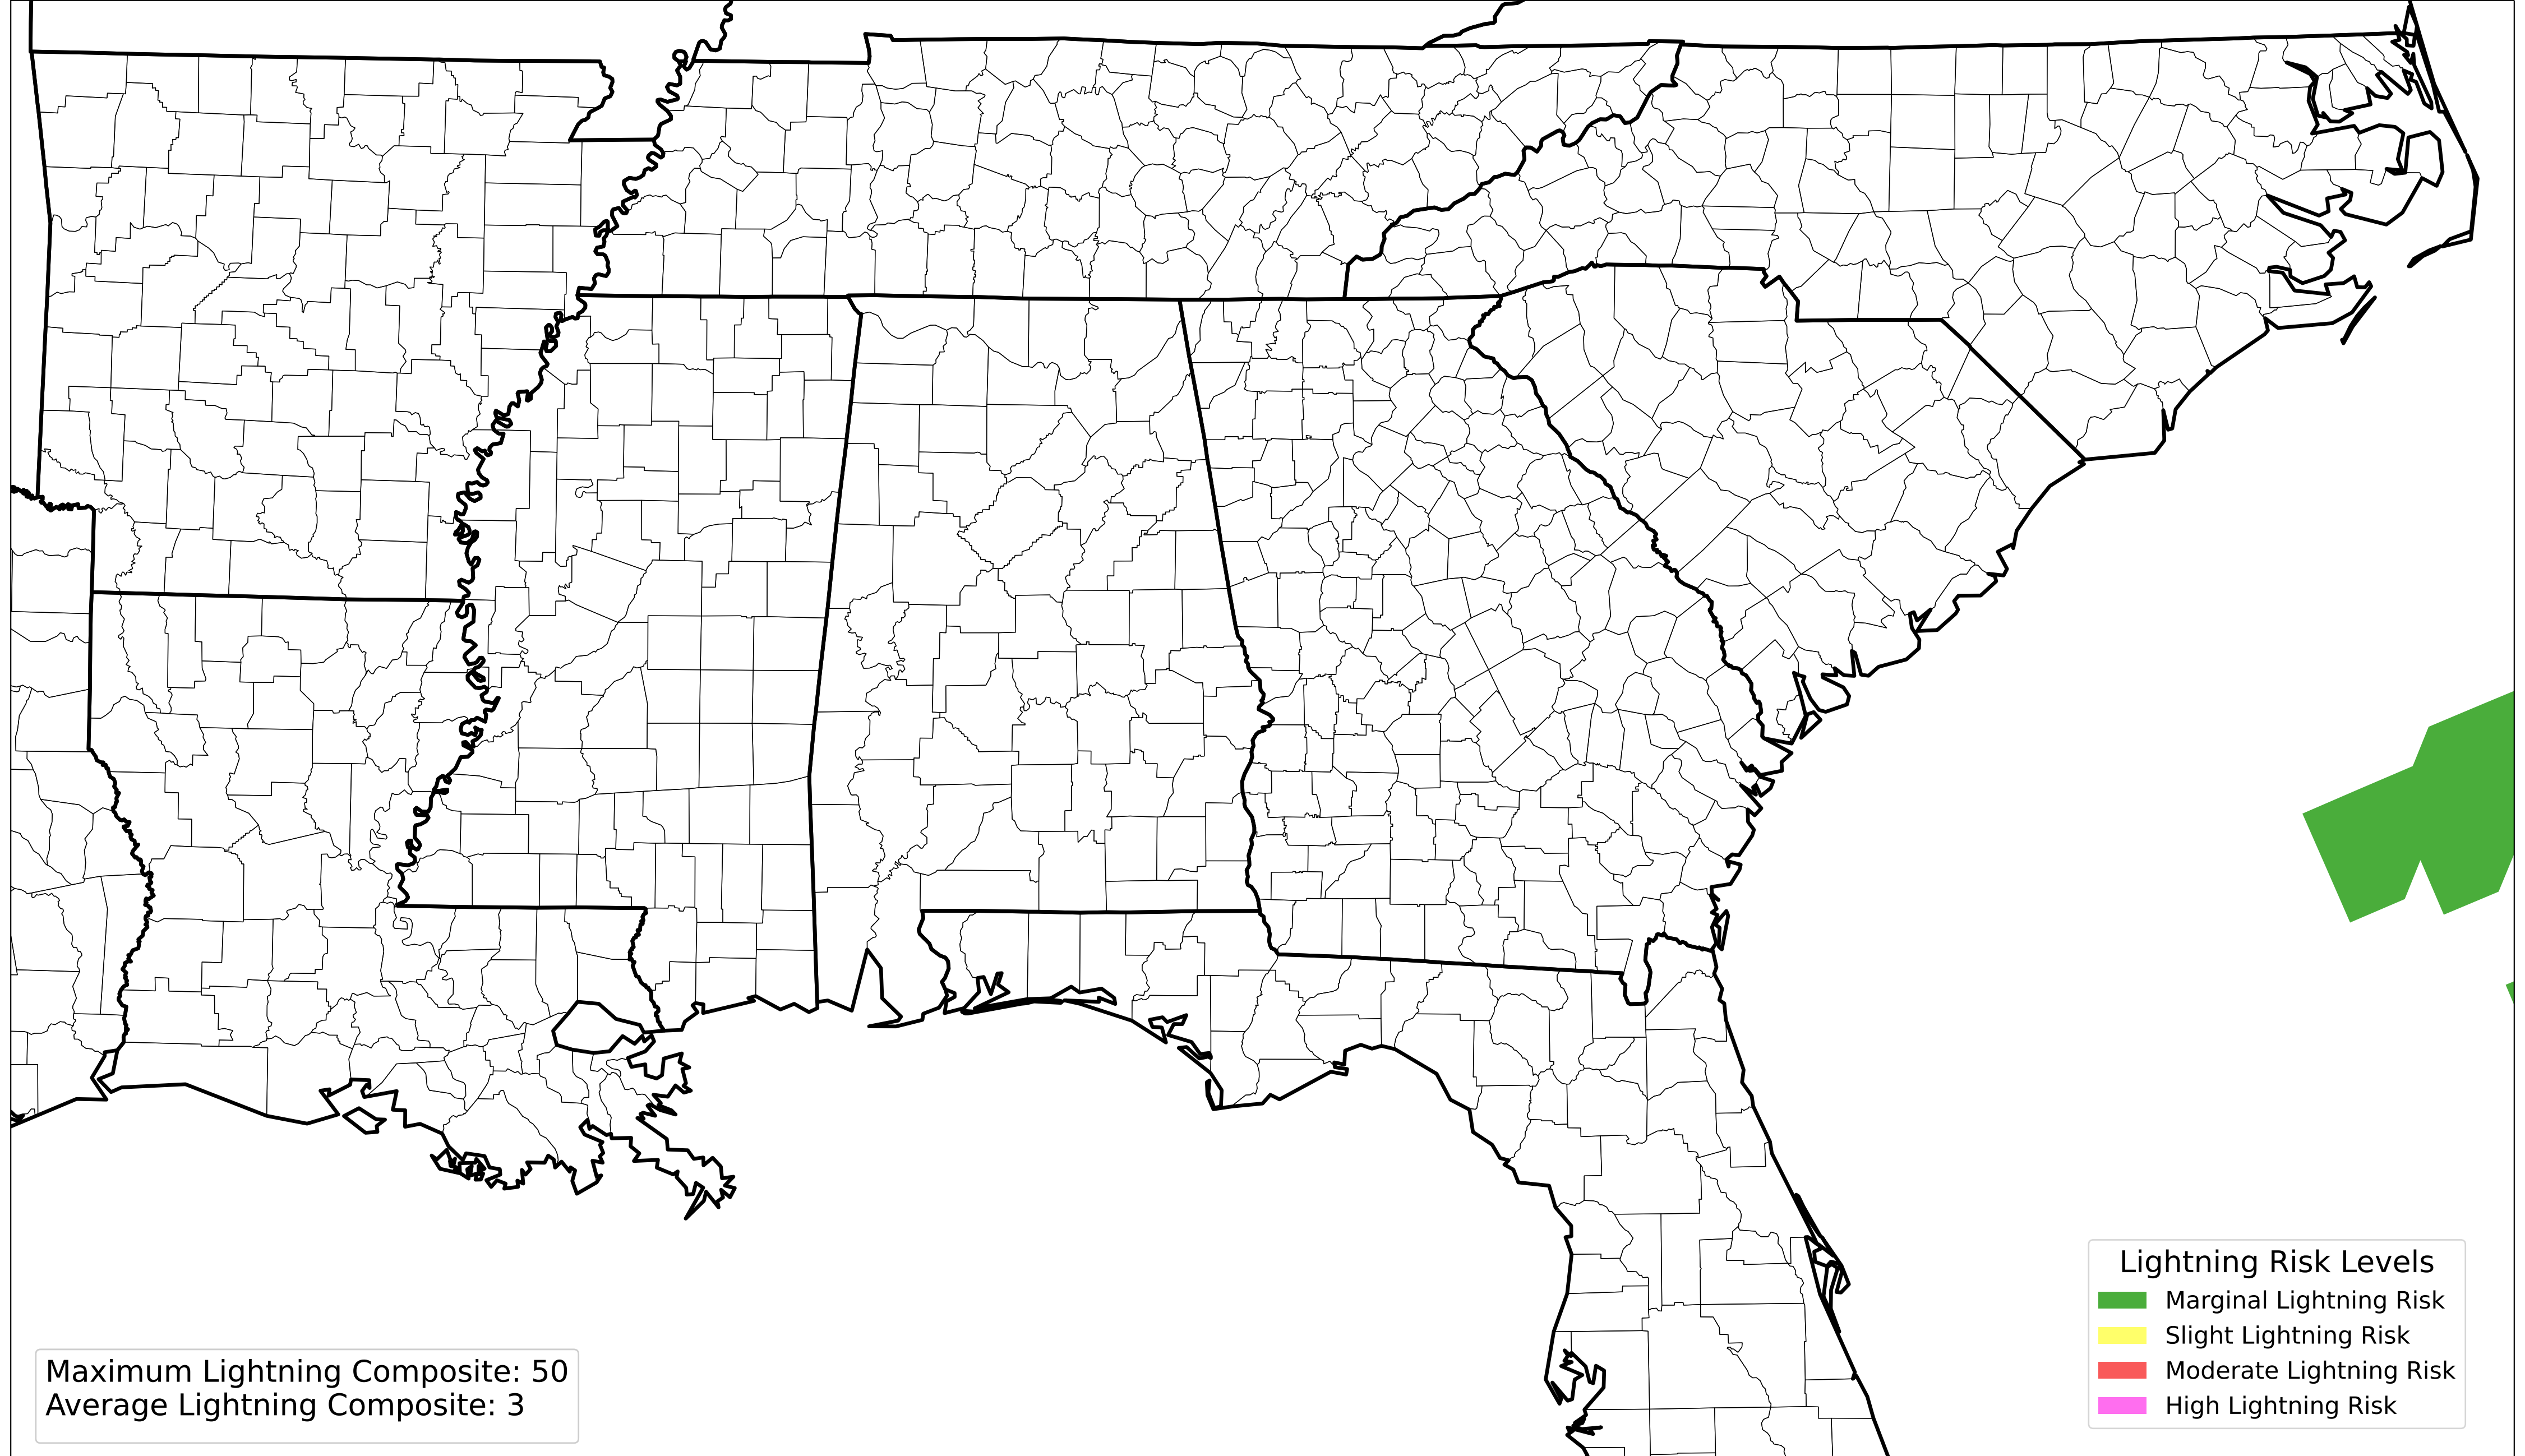 Maximum Lightning Composite: 50
Average Lightning Composite: 3
Lightning Risk Levels
Marginal Lightning Risk
Slight Lightning Risk
Moderate Lightning Risk
High Lightning Risk